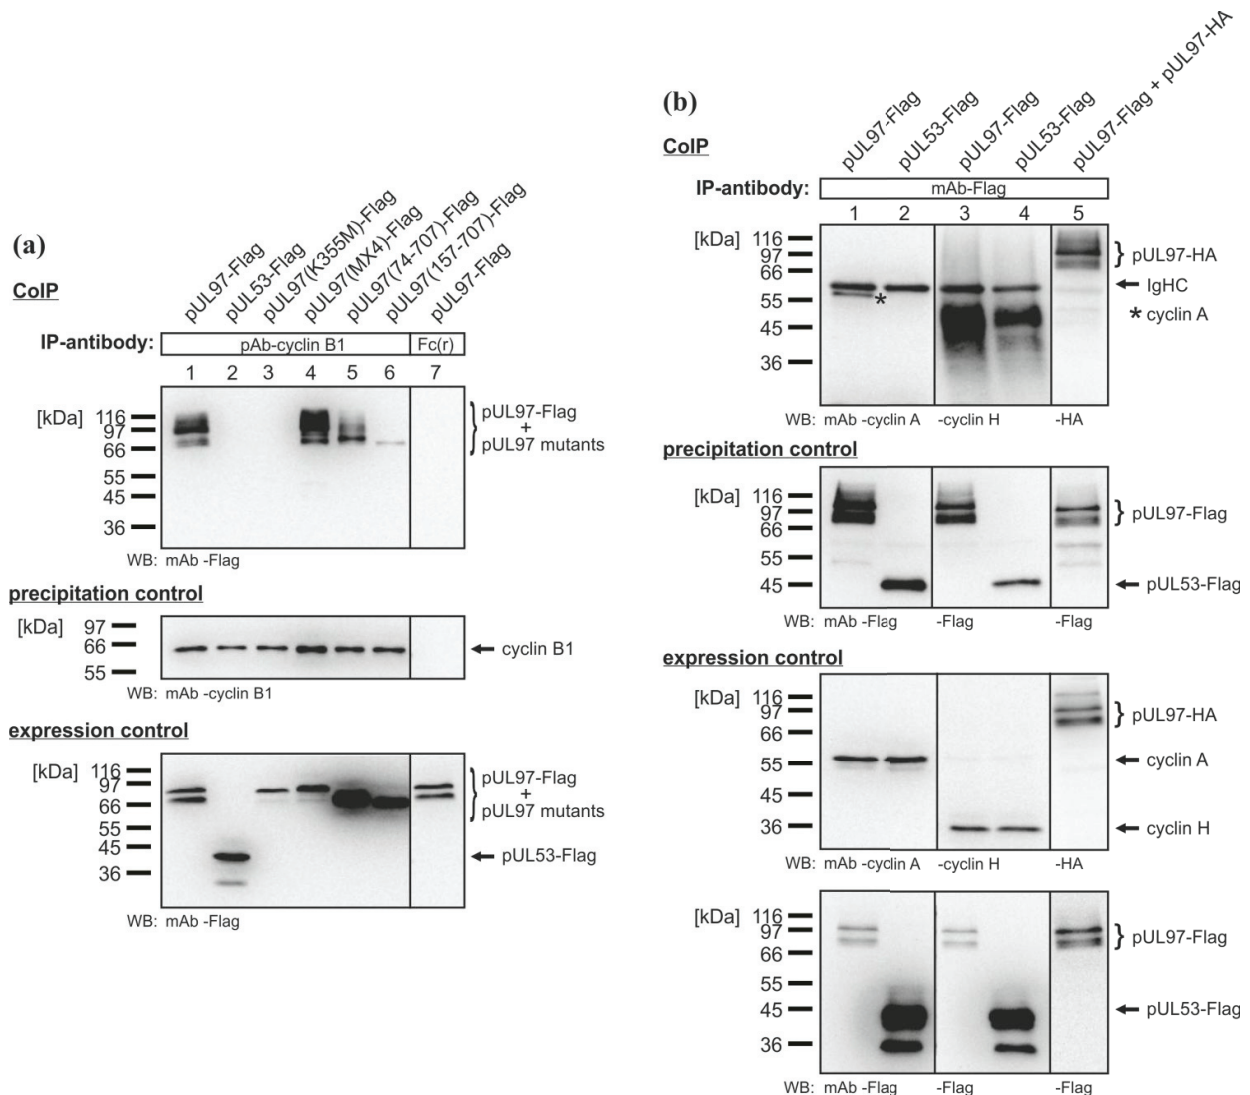 (a)
CoIP
pUL97-Flag
pUL53-Flag
pUL97(K355M)-Flag
pUL97(MX4)-Flag
pUL97(74-707)-Flag
pUL97(157-707)-Flag
pUL97-Flag
IP-antibody: pAb-cyclin B1 Fc(r)
1 2 3 4 5 6 7
[kDa] 116
97
66
55
45
36
pUL97-Flag
+
pUL97 mutants
WB: mAb -Flag
precipitation control
[kDa] 97
66
55
cyclin B1
WB: mAb -cyclin B1
expression control
[kDa] 116
97
66
55
45
36
pUL97-Flag
+
pUL97 mutants
pUL53-Flag
WB: mAb -Flag
(b)
CoIP
pUL97-Flag
pUL53-Flag
pUL97-Flag
pUL53-Flag
pUL97-Flag + pUL97-HA
IP-antibody: mAb-Flag
1 2 3 4 5
[kDa] 116
97
66
55
45
36
*
pUL97-HA
IgHC
* cyclin A
WB: mAb -cyclin A -cyclin H -HA
precipitation control
[kDa] 116
97
66
55
45
pUL97-Flag
pUL53-Flag
WB: mAb -Flag -Flag -Flag
expression control
[kDa] 116
97
66
55
45
36
pUL97-HA
cyclin A
cyclin H
WB: mAb -cyclin A -cyclin H -HA
[kDa] 116
97
66
55
45
36
pUL97-Flag
pUL53-Flag
WB: mAb -Flag -Flag -Flag